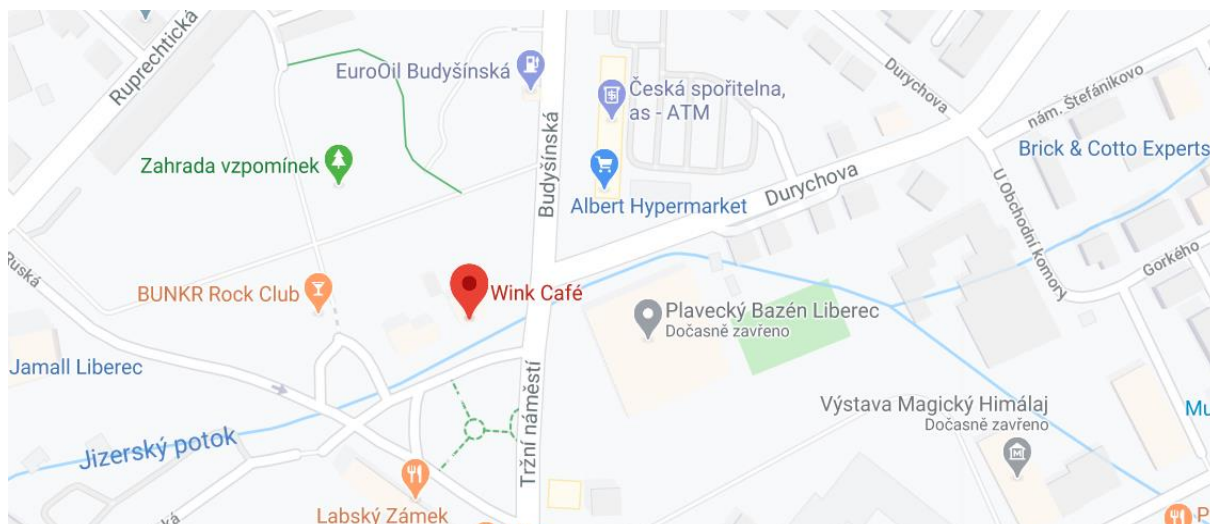 Ruprechtická
EuroOil Budyšínská
Česká spořitelna,
as - ATM
Durychova
nám. Štefánikovo
Zahrada vzpomínek
Budyšínská
Albert Hypermarket
Durychova
Brick & Cotto Experts
U Obchodní komory
Gorkého
Ruská
BUNKR Rock Club
Wink Café
Plavecký Bazén Liberec
Dočasně zavřeno
Jamall Liberec
Tržní náměstí
Výstava Magický Himálaj
Dočasně zavřeno
Mu
Jizerský potok
Labský Zámek
P